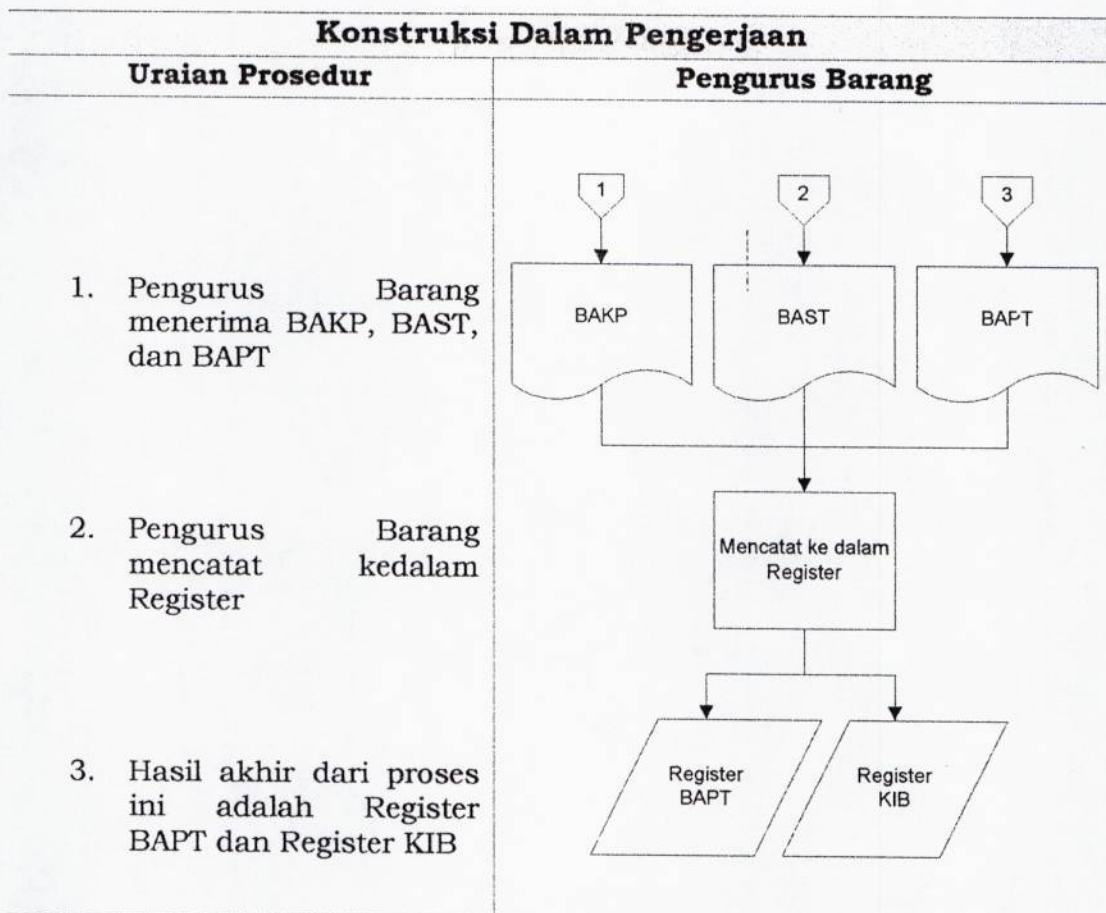 Konstruksi Dalam Pengerjaan
Uraian Prosedur
Pengurus Barang
1. Pengurus Barang
menerima BAKP, BAST,
dan BAPT
2. Pengurus Barang
mencatat kedalam
Register
3. Hasil akhir dari proses
ini adalah Register
BAPT dan Register KIB
1
2
3
BAKP
BAST
BAPT
Mencatat ke dalam
Register
Register
BAPT
Register
KIB